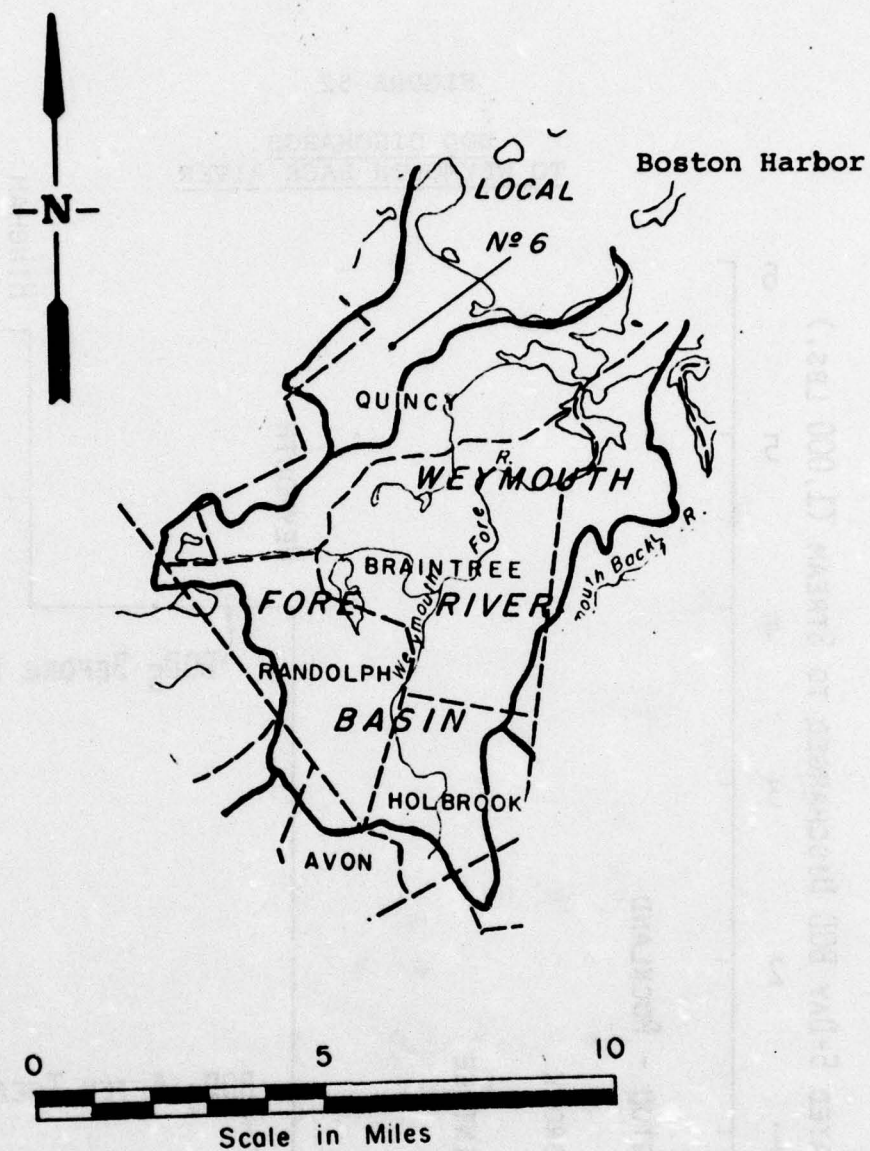 Boston Harbor
LOCAL
Nº 6
-N-
QUINCY
WEYMOUTH
R.
Fore
Weymouth
BRAINTREE
FORE RIVER
mouth Back R.
RANDOLPH
BASIN
HOLBROOK
AVON
0 5 10
Scale in Miles